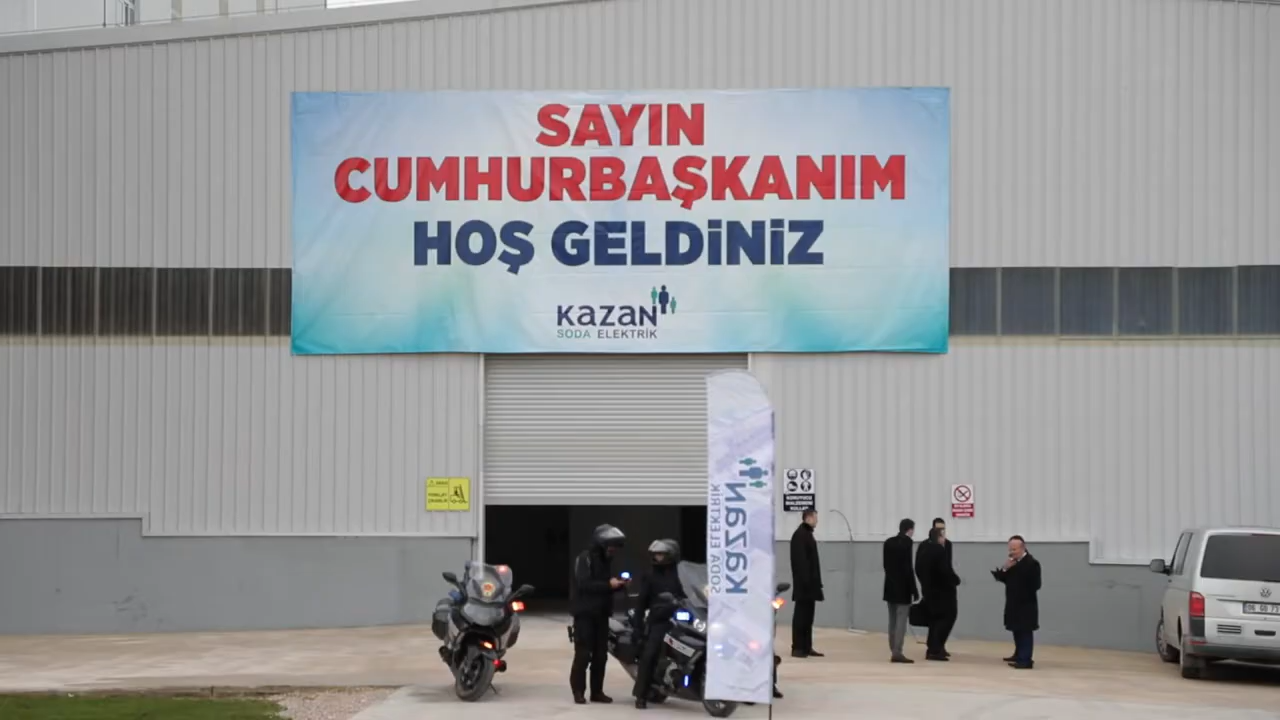 SAYIN
CUMHURBAŞKANIM
HOŞ GELDİNİZ
KAZAN
SODA ELEKTRİK
KAZAN
SODA ELEKTRİK